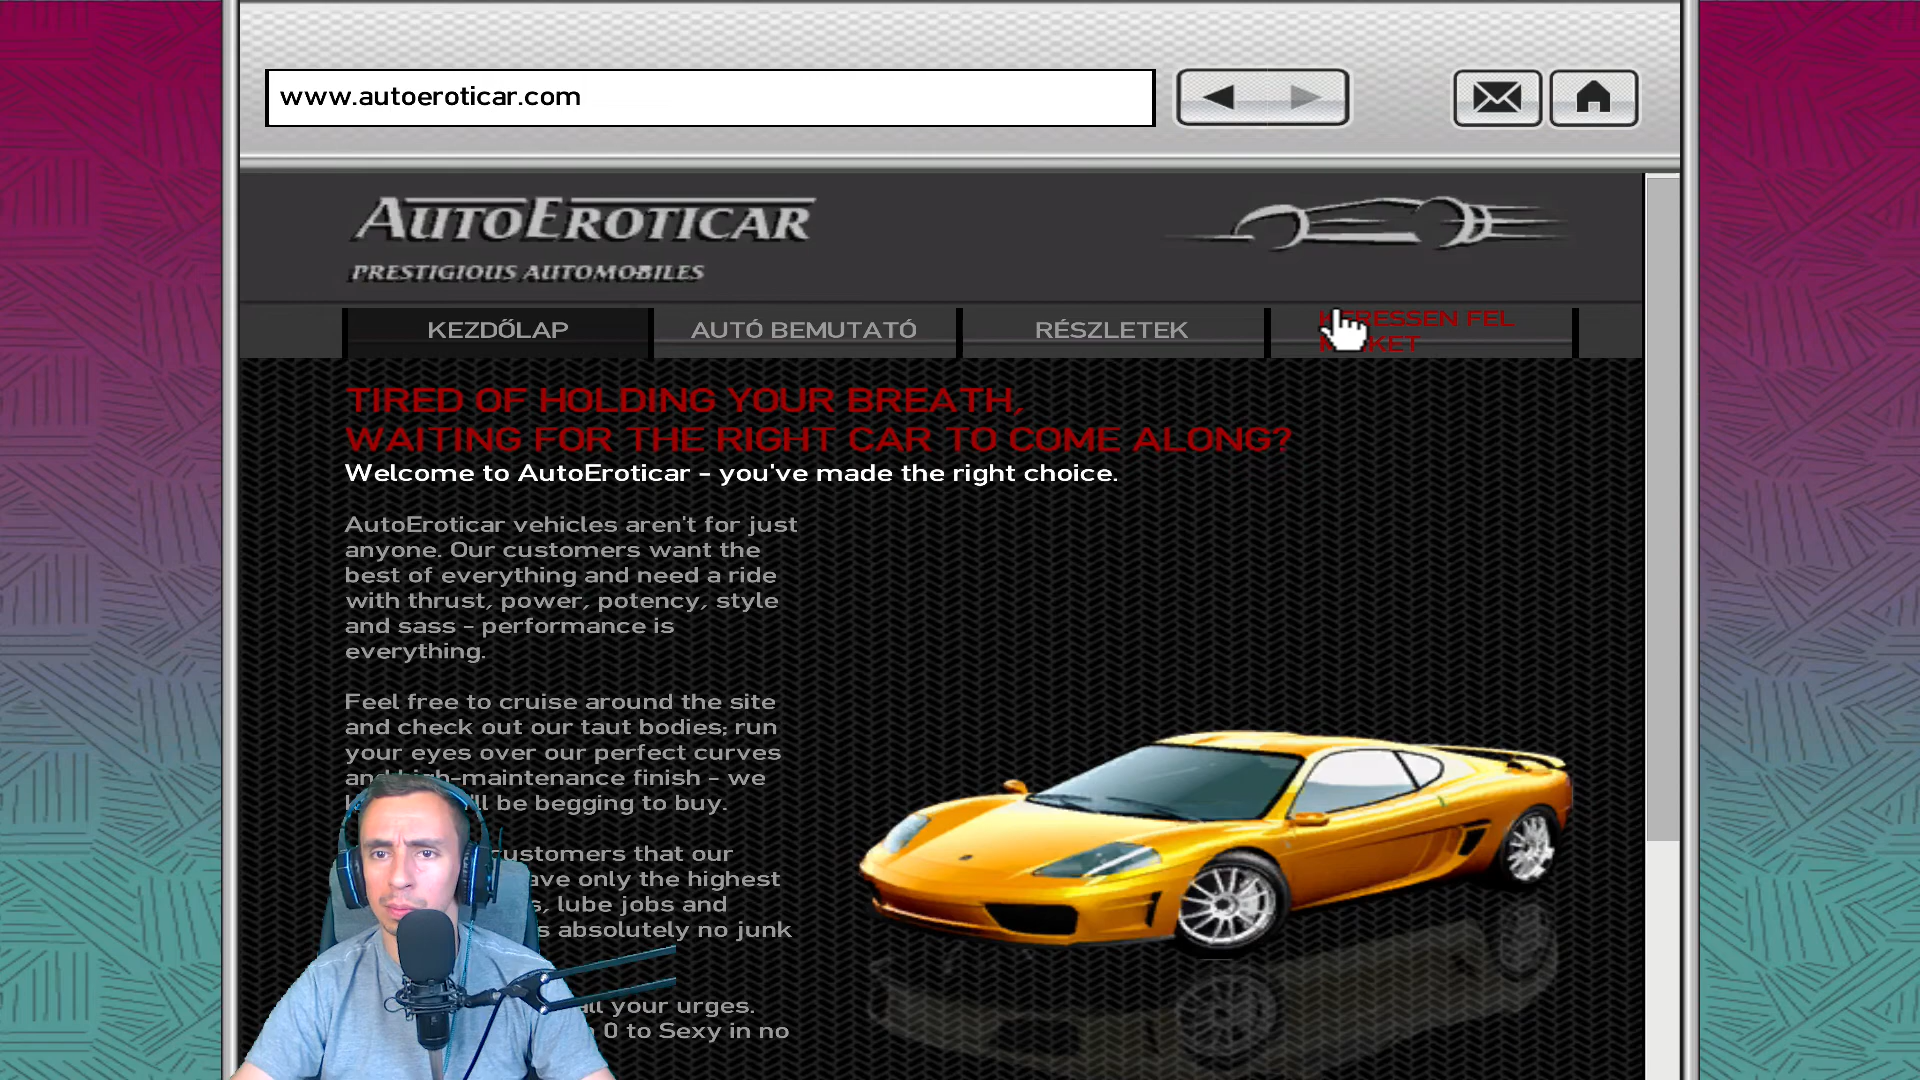 www.autoeroticar.com
AUTOEROTICAR
PRESTIGIOUS AUTOMOBILES
KEZDŐLAP
AUTÓ BEMUTATÓ
RÉSZLETEK
FEL
TIRED OF HOLDING YOUR BREATH,
WAITING FOR THE RIGHT CAR TO COME ALONG?
Welcome to AutoEroticar - you've made the right choice.
AutoEroticar vehicles aren't for just
anyone. Our customers want the
best of everything and need a ride
with thrust, power, potency, style
and sass - performance is
everything.
Feel free to cruise around the site
and check out our taut bodies; run
your eyes over our perfect curves
and high-maintenance finish - we
be begging to buy.
customers that our
only the highest
lube jobs and
absolutely no junk
all your urges.
0 to Sexy in no